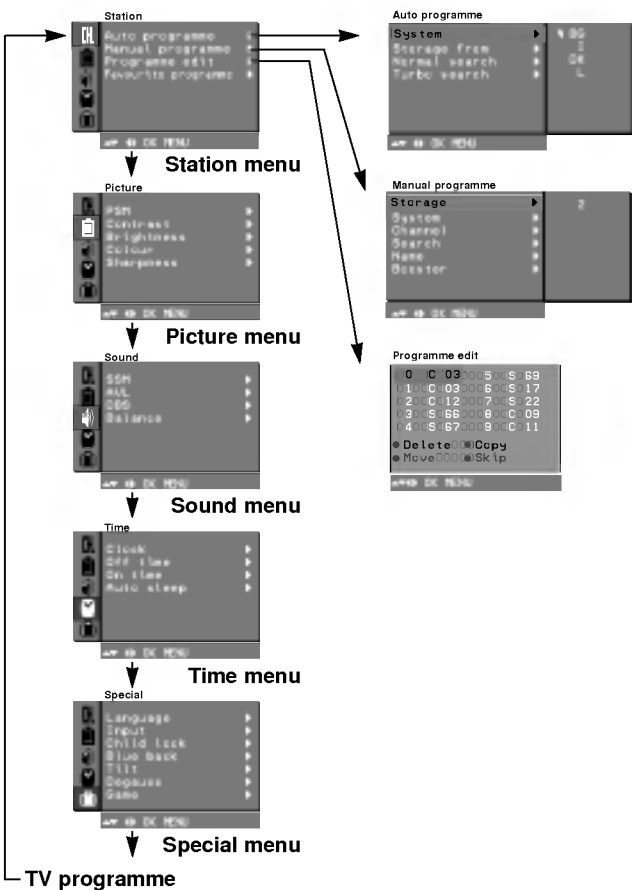 Station
Auto programme
Manual programme
Programme edit
Favourite programme
OK MENU
Station menu
Picture
PSM
Contrast
Brightness
Colour
Sharpness
OK MENU
Picture menu
Sound
SSM
AVL
DBS
Balance
OK MENU
Sound menu
Time
Clock
Off time
On time
Auto sleep
OK MENU
Time menu
Special
Language
Input
Child lock
Blue back
Tilt
Degauss
Game
OK MENU
Special menu
TV programme
Auto programme
System BG
Storage from I
Normal search DK
Turbo search L
OK MENU
Manual programme
Storage 2
System
Channel
Search
Name
Booster
OK MENU
Programme edit
0 C 03 5 S 69
1 C 03 6 S 17
2 C 12 7 S 22
3 S 66 8 C 09
4 S 67 9 C 11
Delete Copy
Move Skip
OK MENU